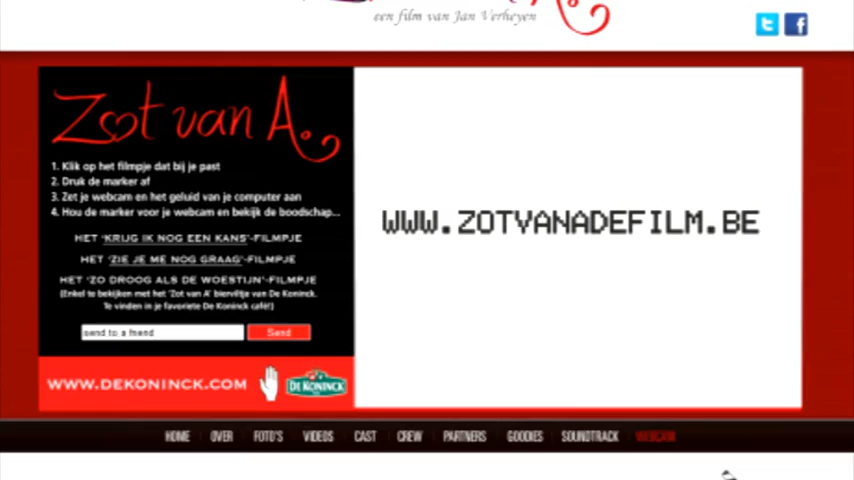 een film van Jan Verheyen
Zot van A.
1. Klik op het filmpje dat bij je past
2. Druk de marker af
3. Zet je webcam en het geluid van je computer aan
4. Hou de marker voor je webcam en bekijk de boodschap...
HET 'KRIJG IK NOG EEN KANS'-FILMPJE
HET 'ZIE JE ME NOG GRAAG'-FILMPJE
HET 'ZO DROOG ALS DE WOESTIJN'-FILMPJE
(Enkel te bekijken met het 'Zot van A' bierviltje van De Koninck.
Te vinden in je favoriete De Koninck café!)
send to a friend Send
WWW.DEKONINCK.COM DE KONINCK
WWW.ZOTVANADEFILM.BE
HOME OVER FOTO'S VIDEOS CAST CREW PARTNERS GOODIES SOUNDTRACK WEBCAM